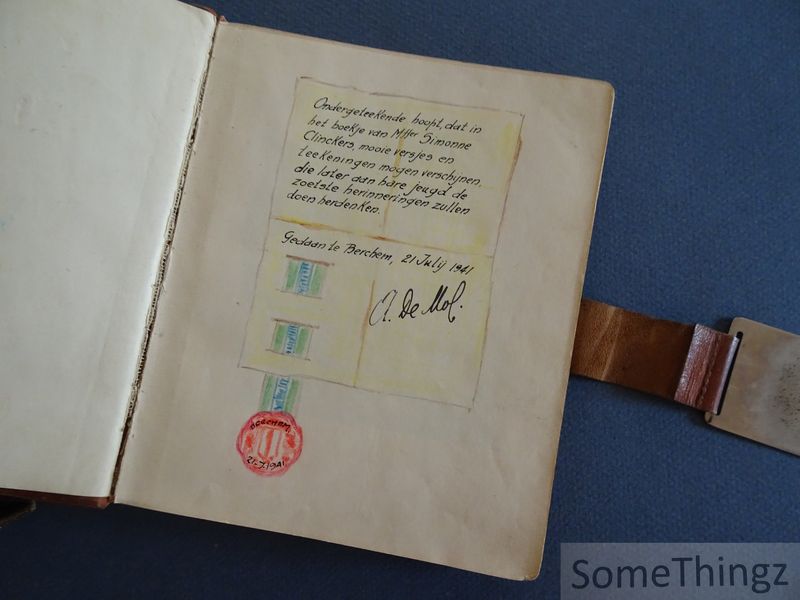 Ondergeteekende hoopt, dat in
het boekje van Mller Simonne
Clinckers, mooie versjes en
teekeningen mogen verschijnen,
die later aan hare jeugd de
zoetste herinneringen zullen
doen herdenken.
Gedaan te Berchem, 21 Julij 1941
A. De Mol.
BERCHEM,
21-7-1941
SomeThingz